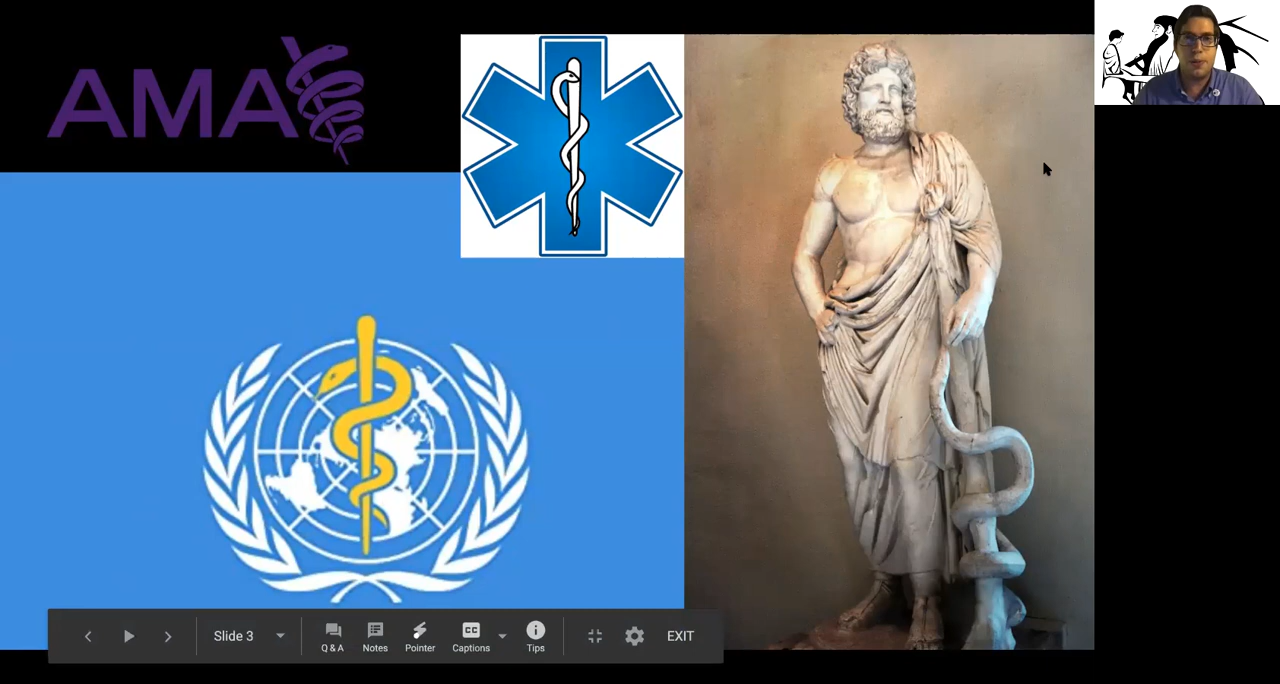 AMA
Slide 3
Q & A
Notes
Pointer
CC
Captions
Tips
EXIT